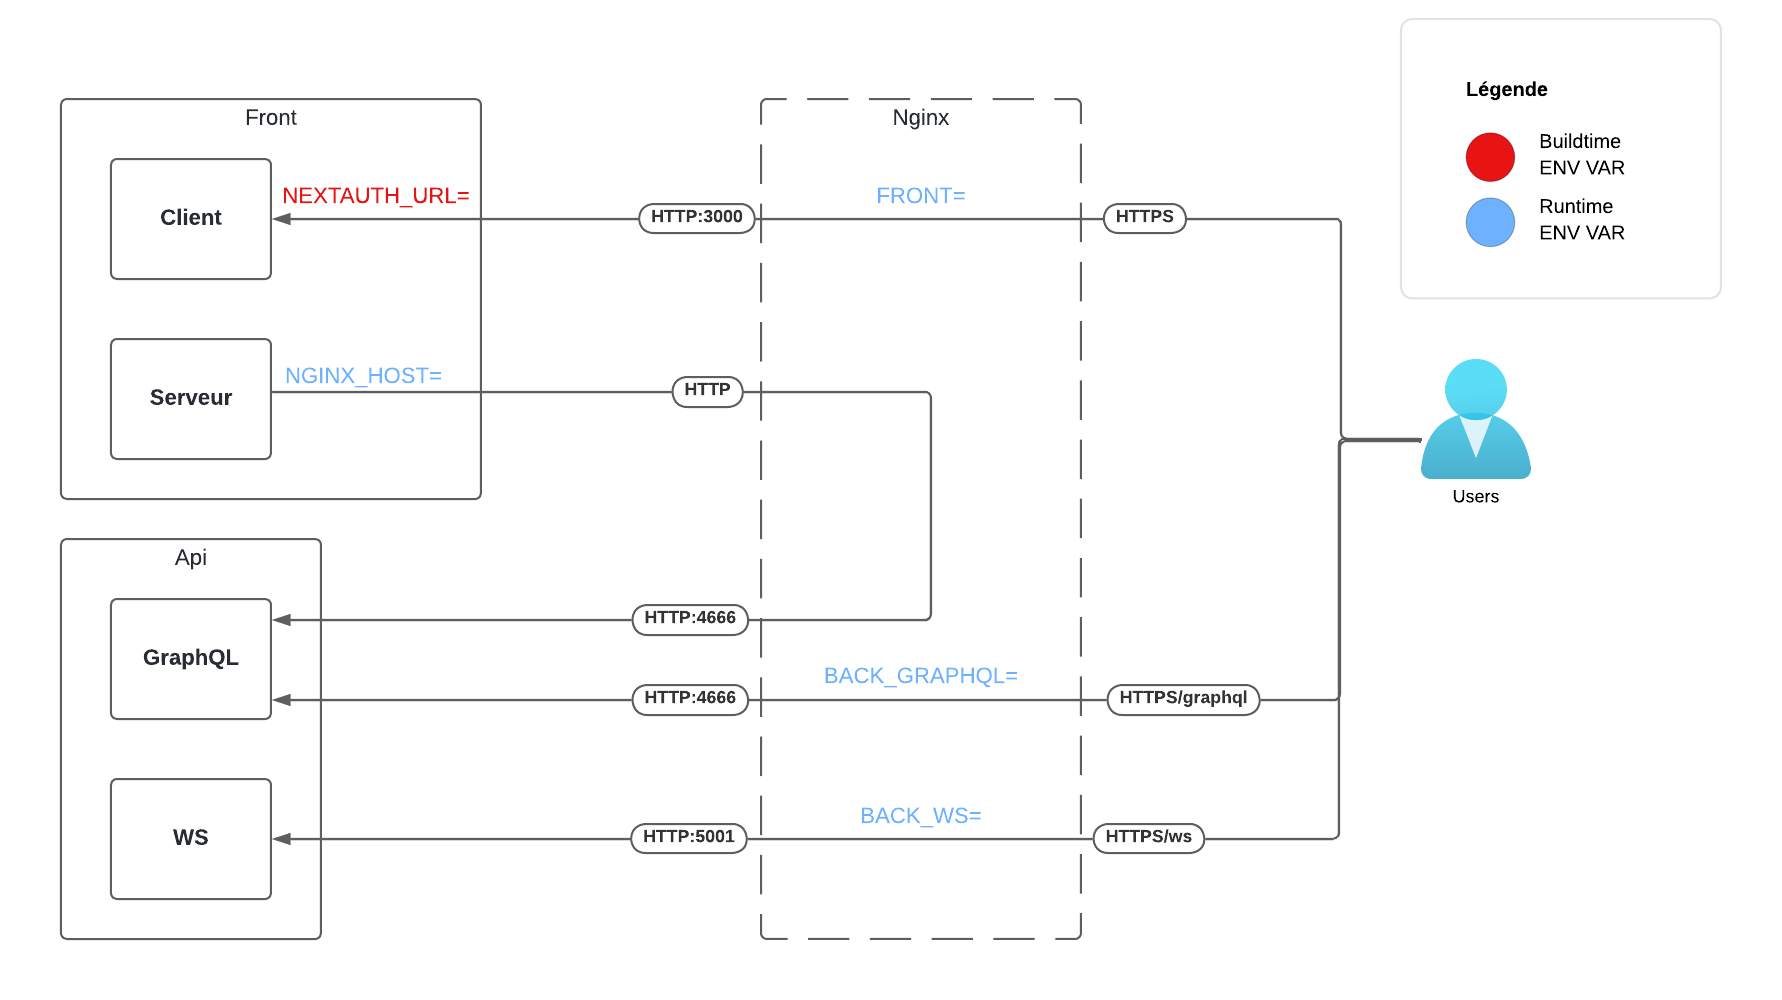 Légende
Buildtime
ENV VAR
Runtime
ENV VAR
Front
Nginx
Client
NEXTAUTH_URL=
HTTP:3000
FRONT=
HTTPS
Serveur
NGINX_HOST=
HTTP
Users
Api
GraphQL
HTTP:4666
HTTP:4666
BACK_GRAPHQL=
HTTPS/graphql
WS
HTTP:5001
BACK_WS=
HTTPS/ws